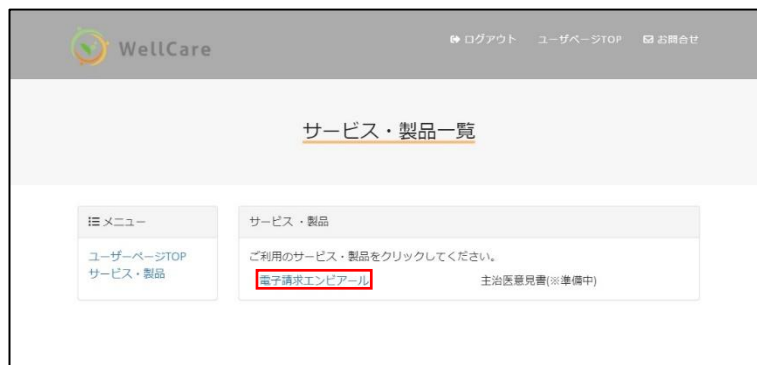 WellCare
ログアウト ユーザページTOP お問合せ
サービス・製品一覧
メニュー
ユーザーページTOP
サービス・製品
サービス・製品
ご利用のサービス・製品をクリックしてください。
電子請求エンビアール 主治医意見書(※準備中)